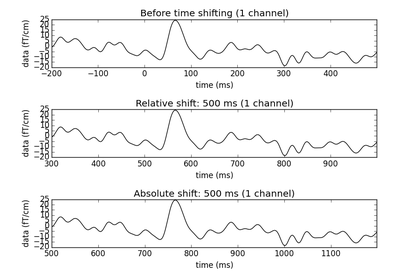 Before time shifting (1 channel)
data (fT/cm)
25
20
15
10
5
0
−5
−10
−15
−20
−200 −100 0 100 200 300 400
time (ms)
Relative shift: 500 ms (1 channel)
data (fT/cm)
25
20
15
10
5
0
−5
−10
−15
−20
300 400 500 600 700 800 900
time (ms)
Absolute shift: 500 ms (1 channel)
data (fT/cm)
25
20
15
10
5
0
−5
−10
−15
−20
500 600 700 800 900 1000 1100
time (ms)